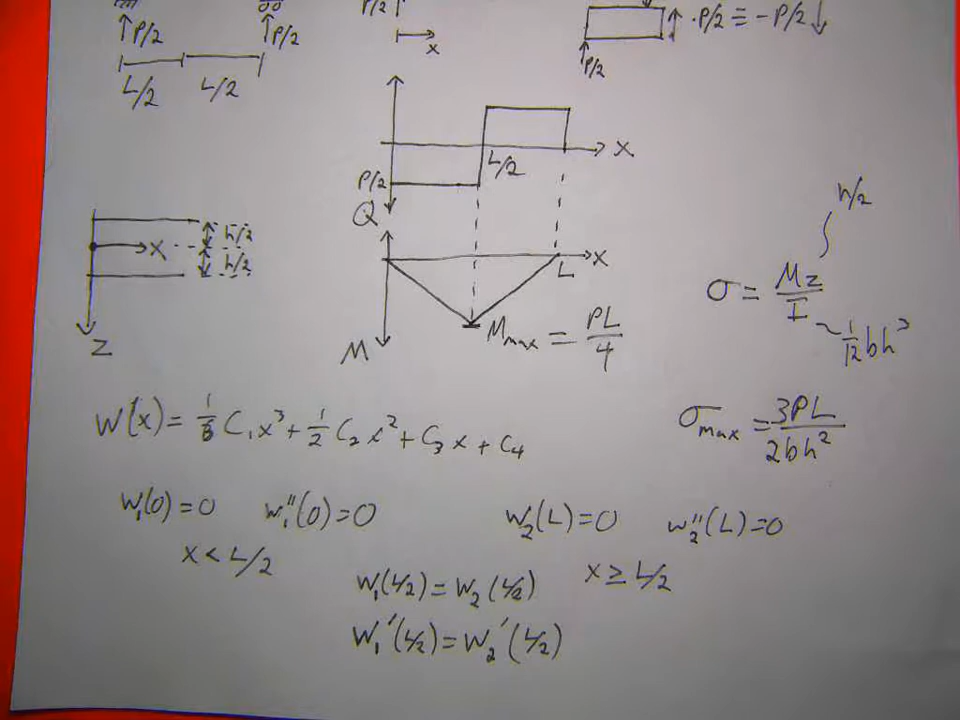 P/2
↑P/2 ↑P/2 x ↑ ·P/2 ≡ -P/2 ↓
P/2
L/2 L/2
X
L/2
P/2
Q
h/2
X h/2
h/2
Z
X
L
M
M_max = PL/4
σ = Mz/I
1/12 bh³
W(x) = 1/6 C₁x³ + 1/2 C₂x² + C₃x + C₄
σ_max = 3PL/2bh²
W₁(0) = 0 W₁''(0) = 0 W₂(L) = 0 W₂''(L) = 0
X < L/2 X ≥ L/2
W₁(L/2) = W₂(L/2)
W₁'(L/2) = W₂'(L/2)